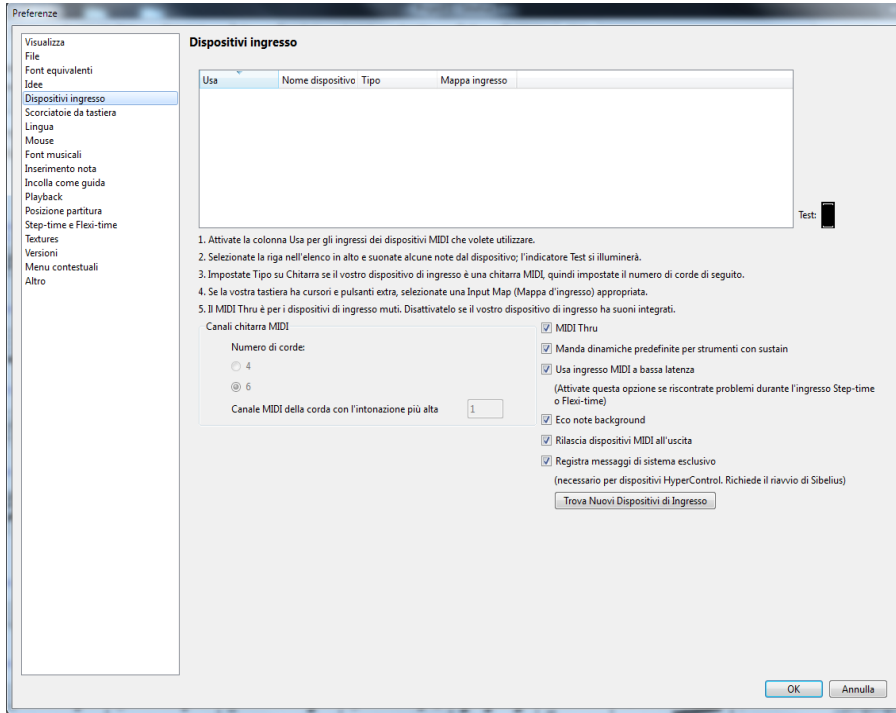 Preferenze
Visualizza
File
Font equivalenti
Idee
Dispositivi ingresso
Scorciatoie da tastiera
Lingua
Mouse
Font musicali
Inserimento nota
Incolla come guida
Playback
Posizione partitura
Step-time e Flexi-time
Textures
Versioni
Menu contestuali
Altro
Dispositivi ingresso
Usa Nome dispositivo Tipo Mappa ingresso
Test:
1. Attivate la colonna Usa per gli ingressi dei dispositivi MIDI che volete utilizzare.
2. Selezionate la riga nell'elenco in alto e suonate alcune note dal dispositivo; l'indicatore Test si illuminerà.
3. Impostate Tipo su Chitarra se il vostro dispositivo di ingresso è una chitarra MIDI, quindi impostate il numero di corde di seguito.
4. Se la vostra tastiera ha cursori e pulsanti extra, selezionate una Input Map (Mappa d'ingresso) appropriata.
5. Il MIDI Thru è per i dispositivi di ingresso muti. Disattivatelo se il vostro dispositivo di ingresso ha suoni integrati.
Canali chitarra MIDI
Numero di corde:
4
6
Canale MIDI della corda con l'intonazione più alta 1
MIDI Thru
Manda dinamiche predefinite per strumenti con sustain
Usa ingresso MIDI a bassa latenza
(Attivate questa opzione se riscontrate problemi durante l'ingresso Step-time
o Flexi-time)
Eco note background
Rilascia dispositivi MIDI all'uscita
Registra messaggi di sistema esclusivo
(necessario per dispositivi HyperControl. Richiede il riavvio di Sibelius)
Trova Nuovi Dispositivi di Ingresso
OK Annulla